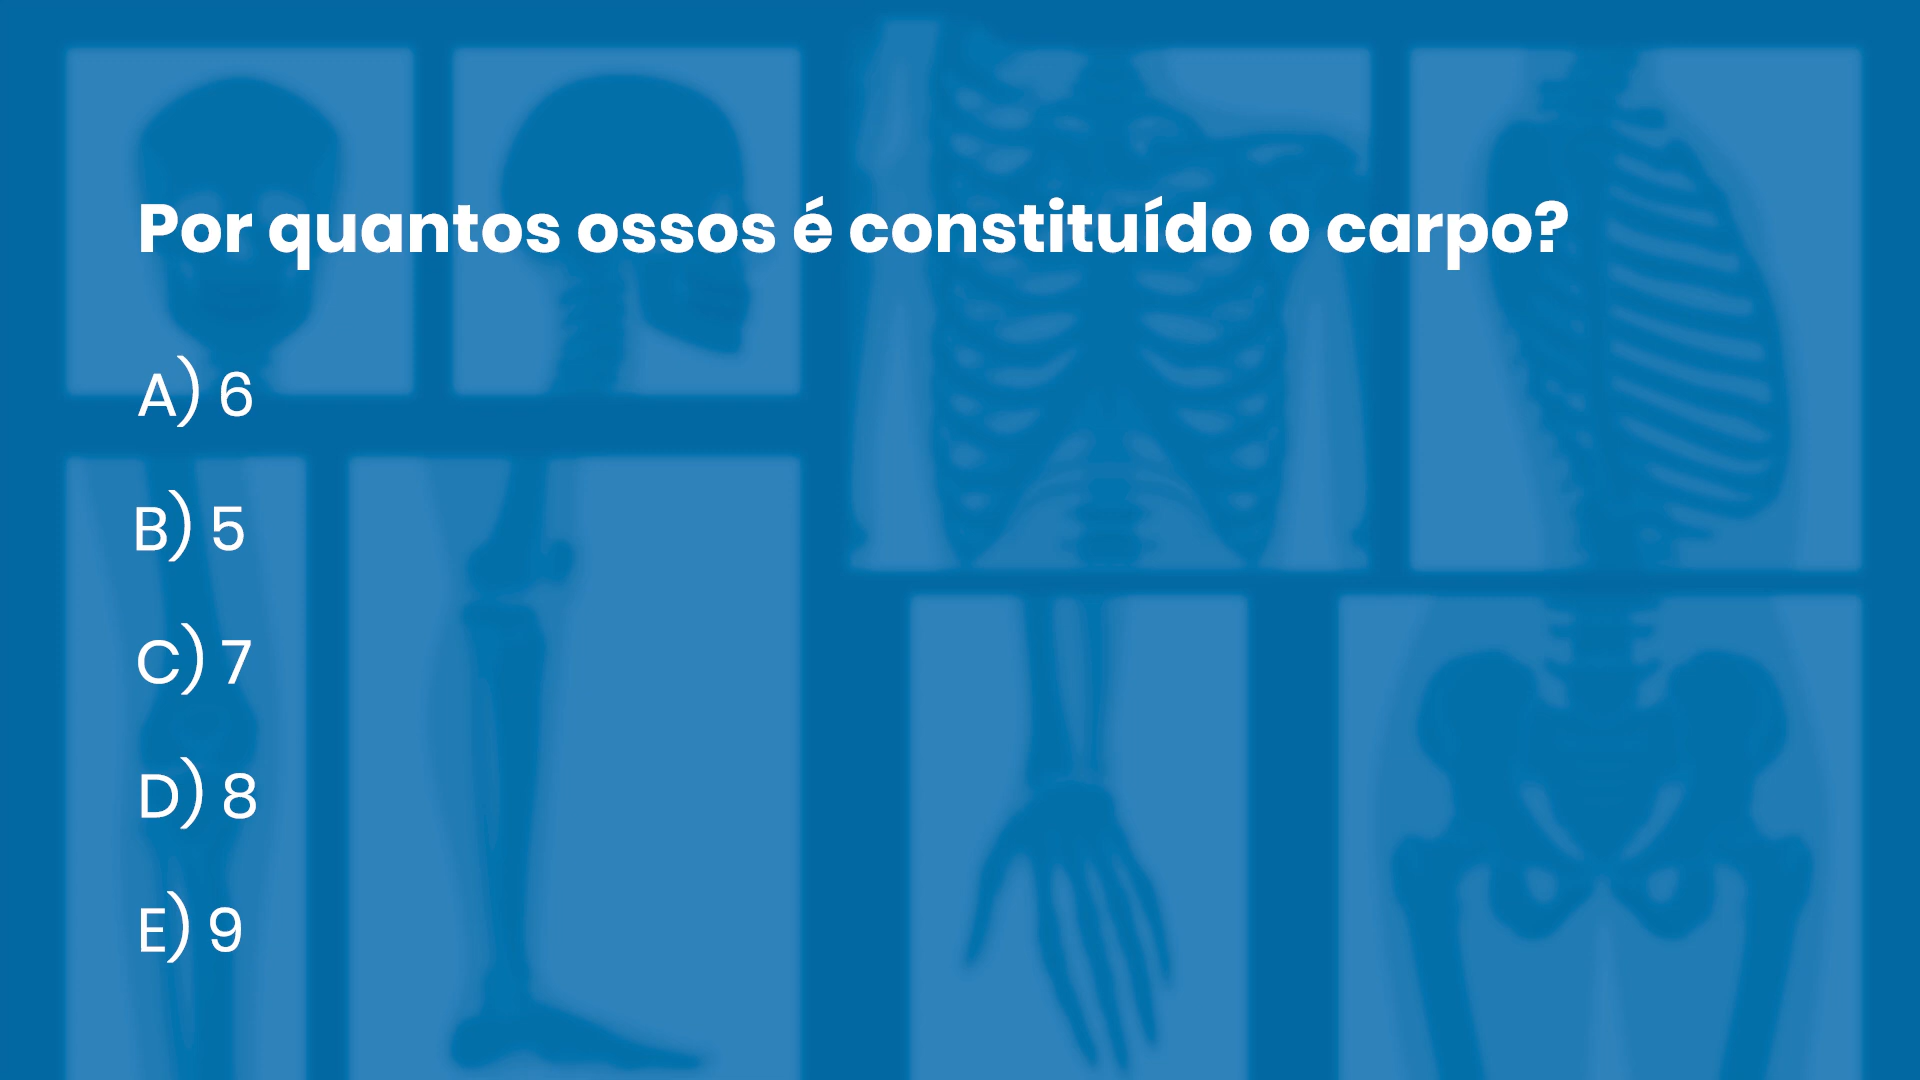 Por quantos ossos é constituído o carpo?
A) 6
B) 5
C) 7
D) 8
E) 9